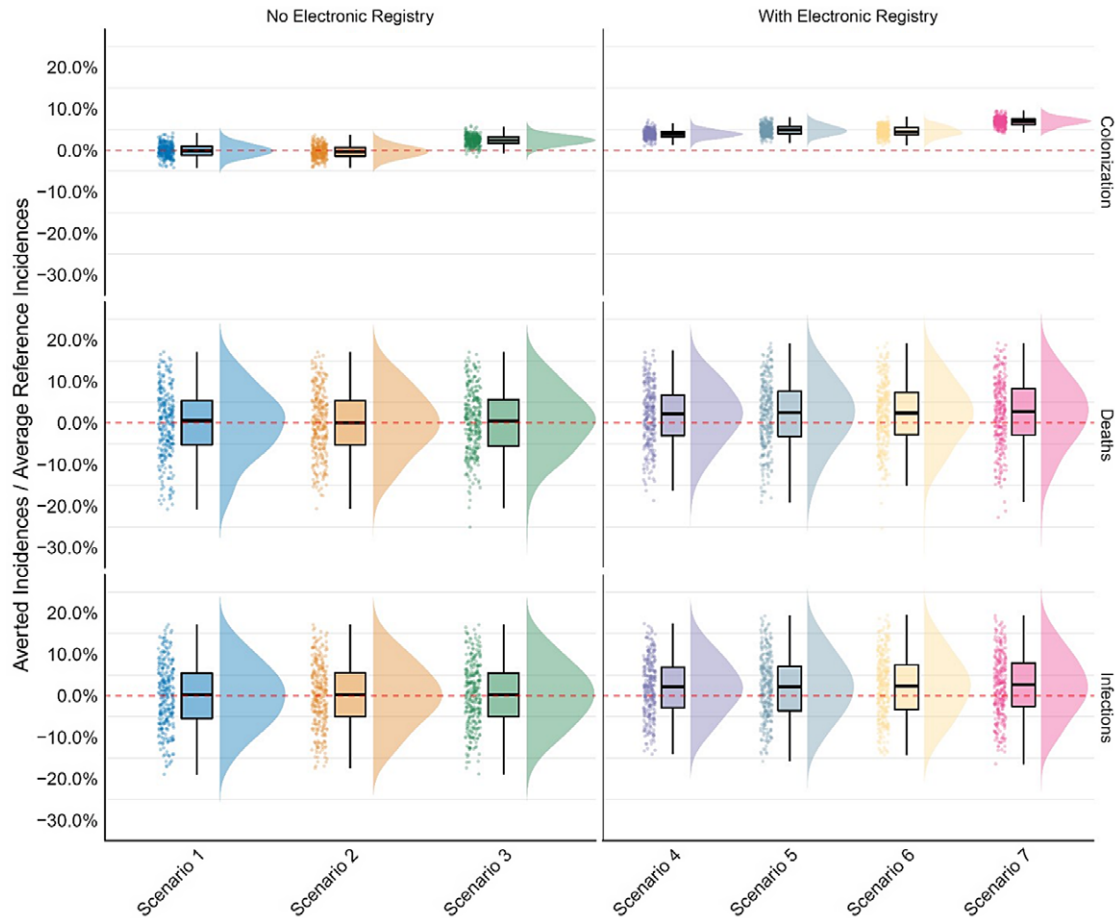 No Electronic Registry
With Electronic Registry
Averted Incidences / Average Reference Incidences
20.0%
10.0%
0.0%
−10.0%
−20.0%
−30.0%
Colonization
20.0%
10.0%
0.0%
−10.0%
−20.0%
−30.0%
Deaths
20.0%
10.0%
0.0%
−10.0%
−20.0%
−30.0%
Infections
Scenario 1
Scenario 2
Scenario 3
Scenario 4
Scenario 5
Scenario 6
Scenario 7